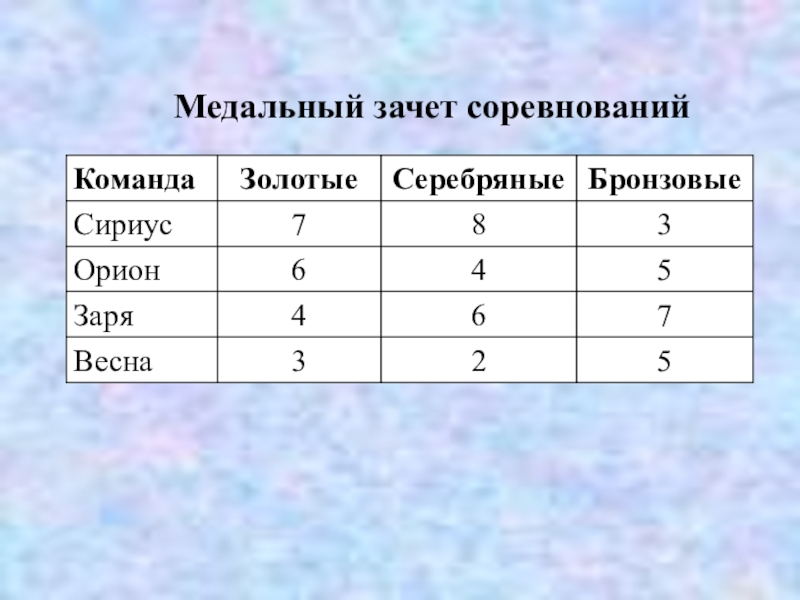 Медальный зачет соревнований
Команда Золотые Серебряные Бронзовые
Сириус 7 8 3
Орион 6 4 5
Заря 4 6 7
Весна 3 2 5